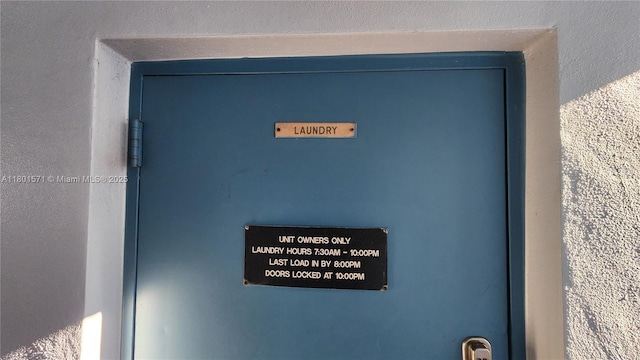 LAUNDRY
A11801571 © Miami MLS® 2025
UNIT OWNERS ONLY
LAUNDRY HOURS 7:30AM - 10:00PM
LAST LOAD IN BY 8:00PM
DOORS LOCKED AT 10:00PM